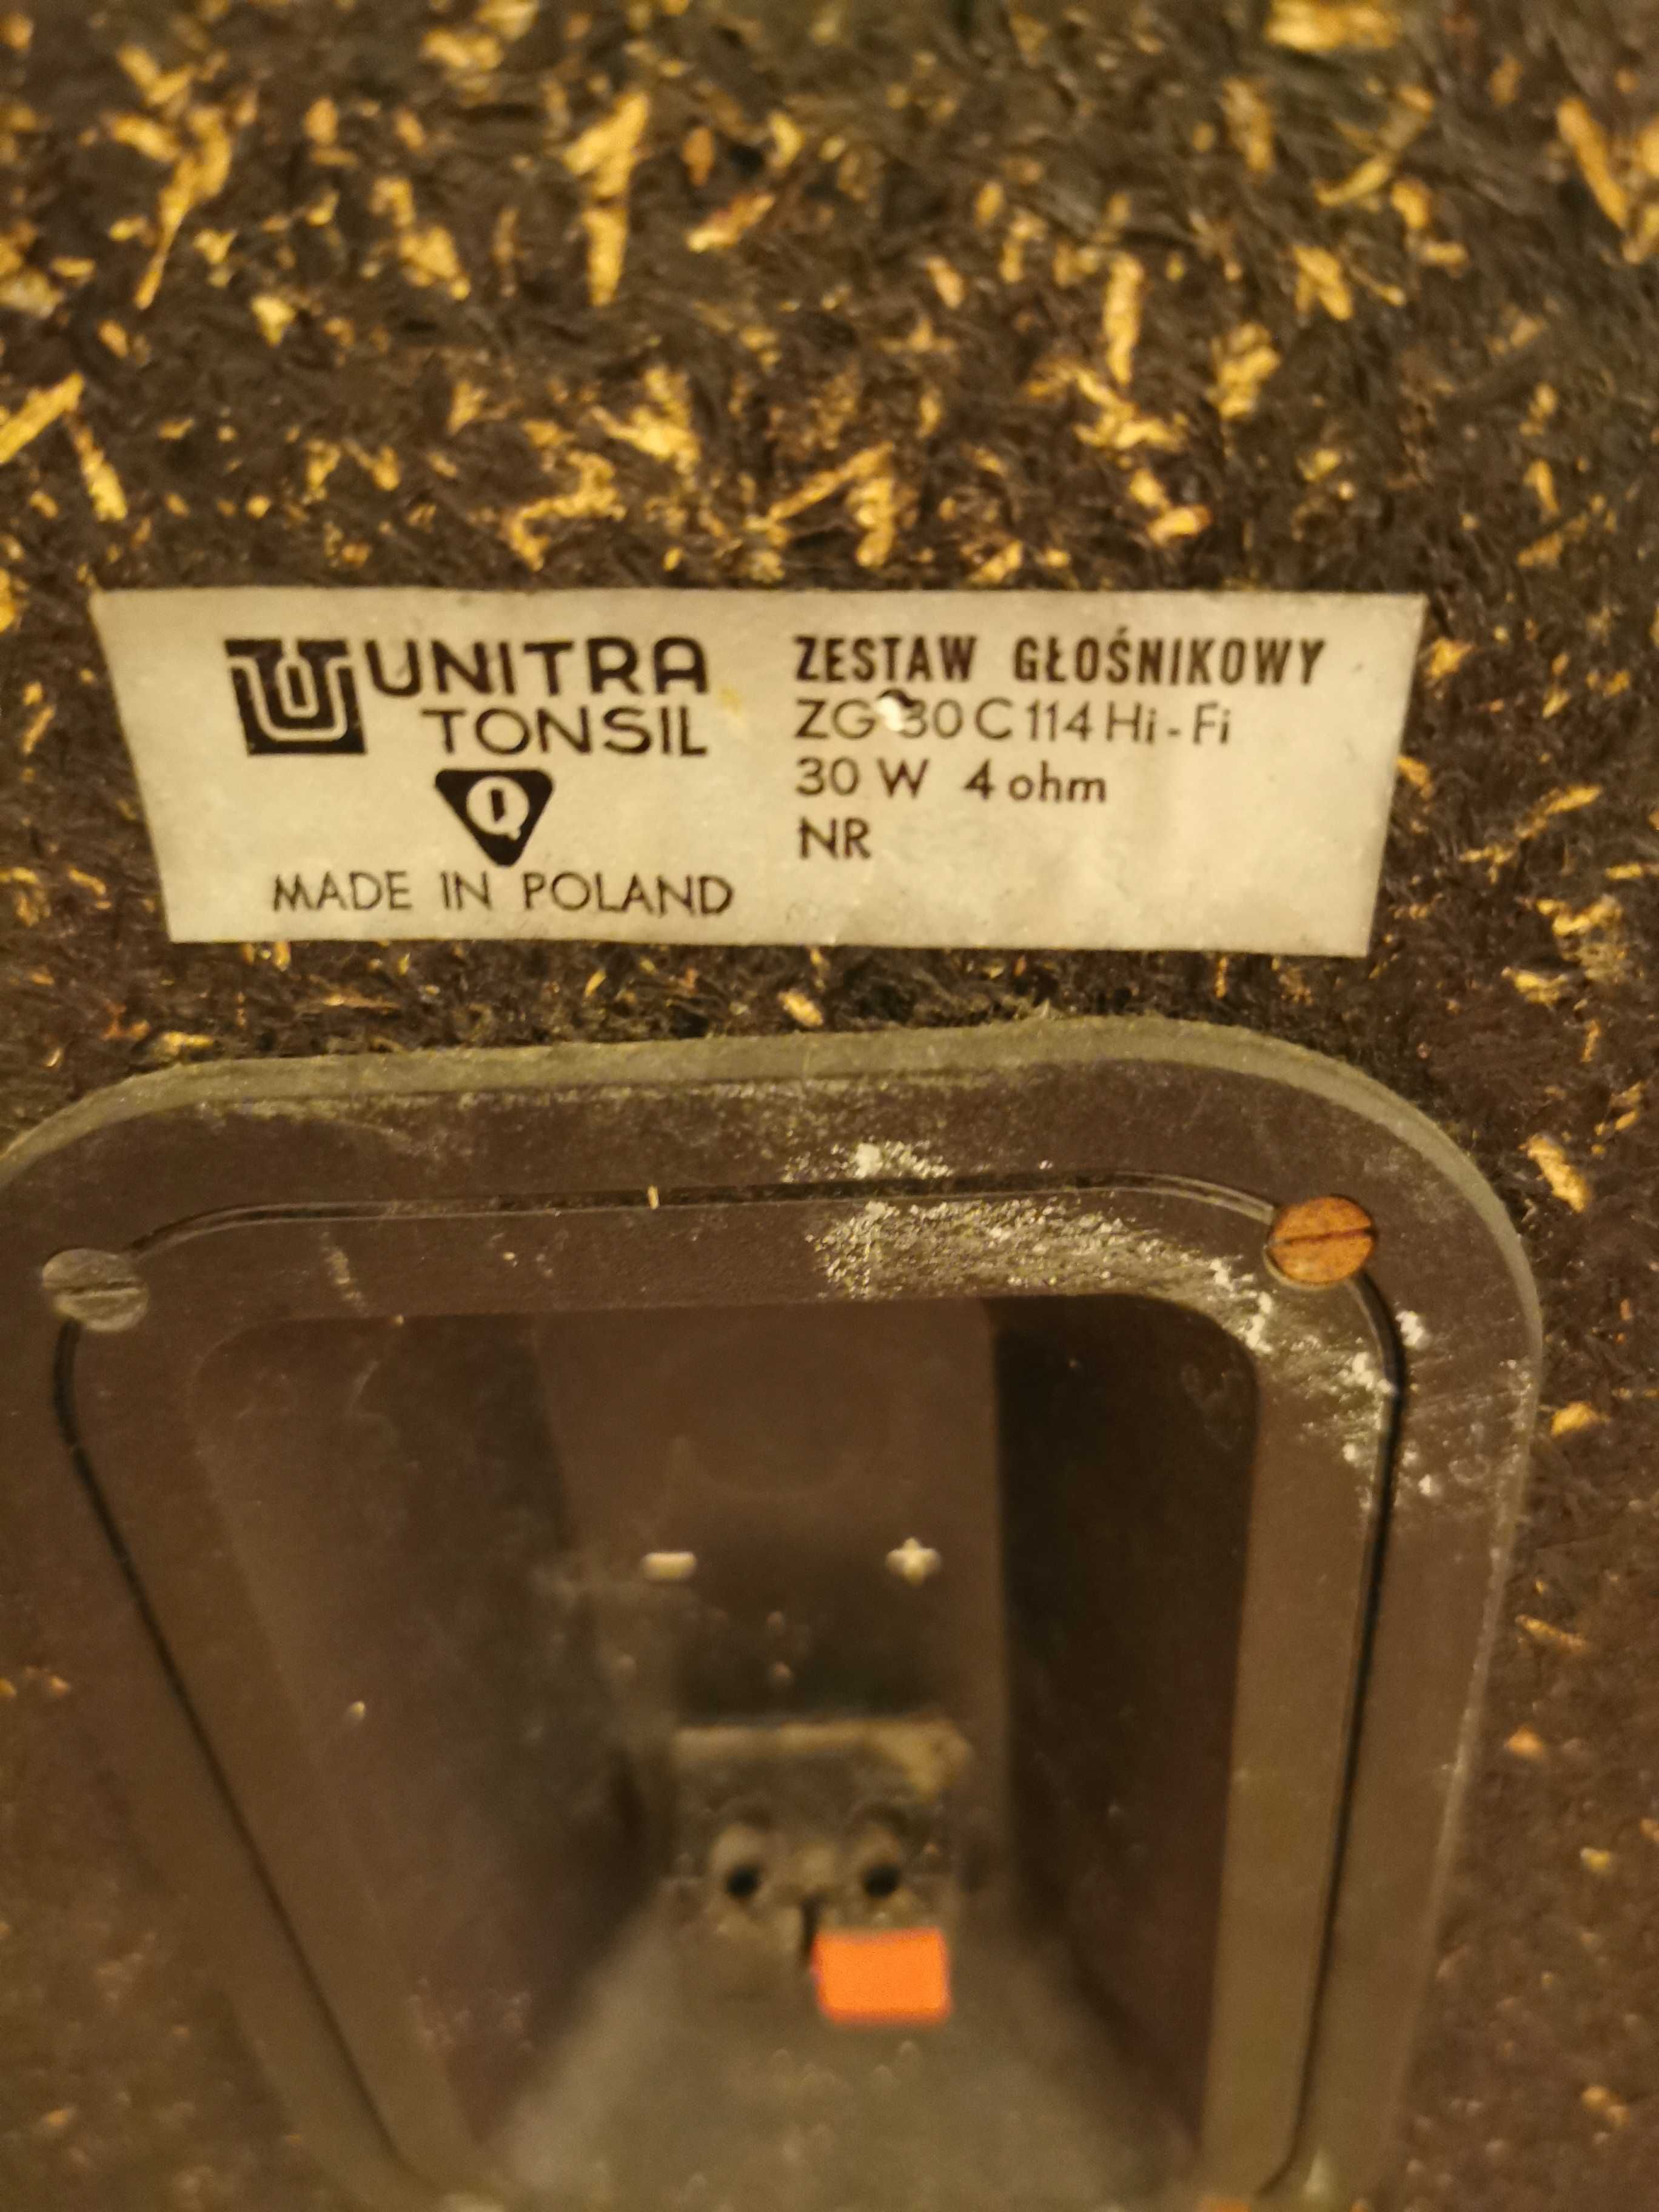 UNITRA
TONSIL
Q
MADE IN POLAND
ZESTAW GŁOŚNIKOWY
ZG 30 C 114 Hi-Fi
30 W 4 ohm
NR
- +